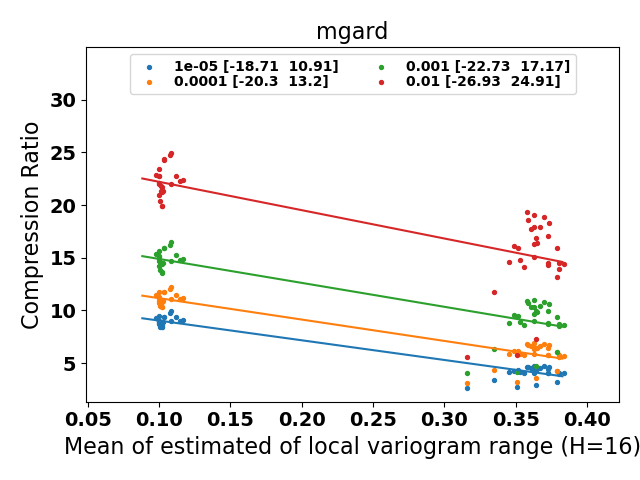 mgard
1e-05 [-18.71  10.91]
0.0001 [-20.3  13.2]
0.001 [-22.73  17.17]
0.01 [-26.93  24.91]
Compression Ratio
30
25
20
15
10
5
0.05 0.10 0.15 0.20 0.25 0.30 0.35 0.40
Mean of estimated of local variogram range (H=16)